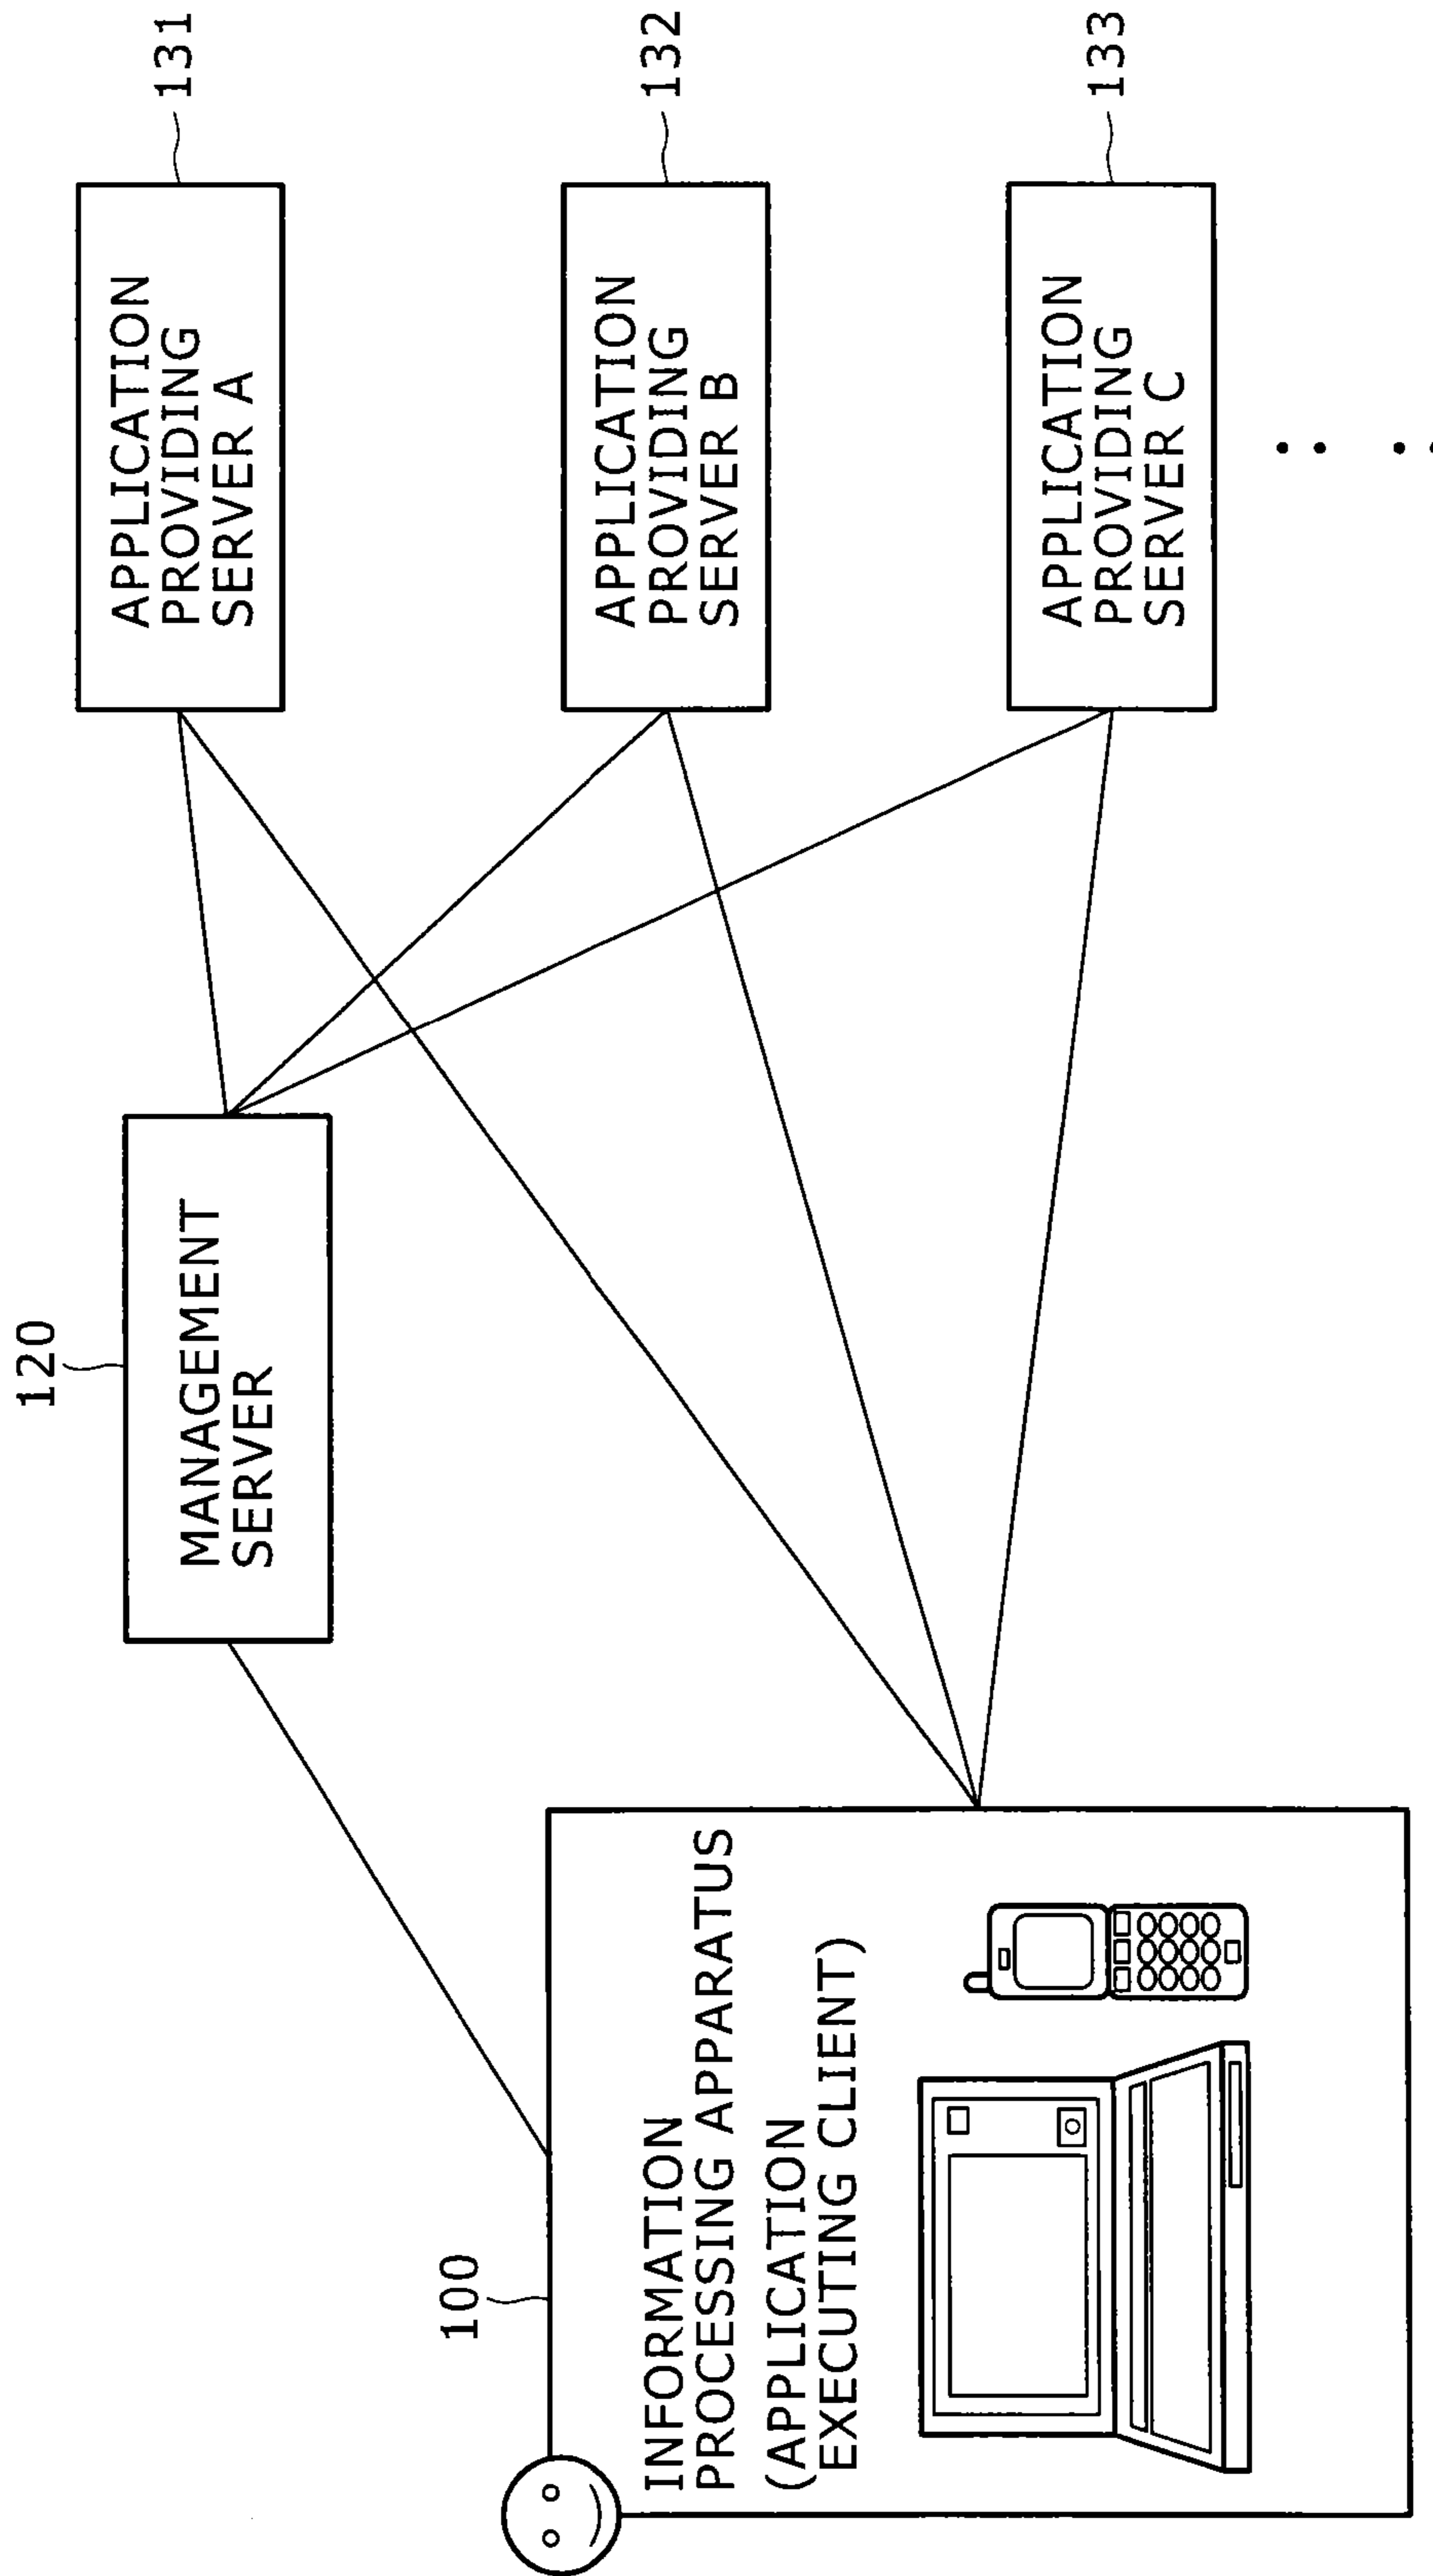 120
MANAGEMENT
SERVER
131
APPLICATION
PROVIDING
SERVER A
132
APPLICATION
PROVIDING
SERVER B
133
APPLICATION
PROVIDING
SERVER C
100
INFORMATION
PROCESSING APPARATUS
(APPLICATION
EXECUTING CLIENT)